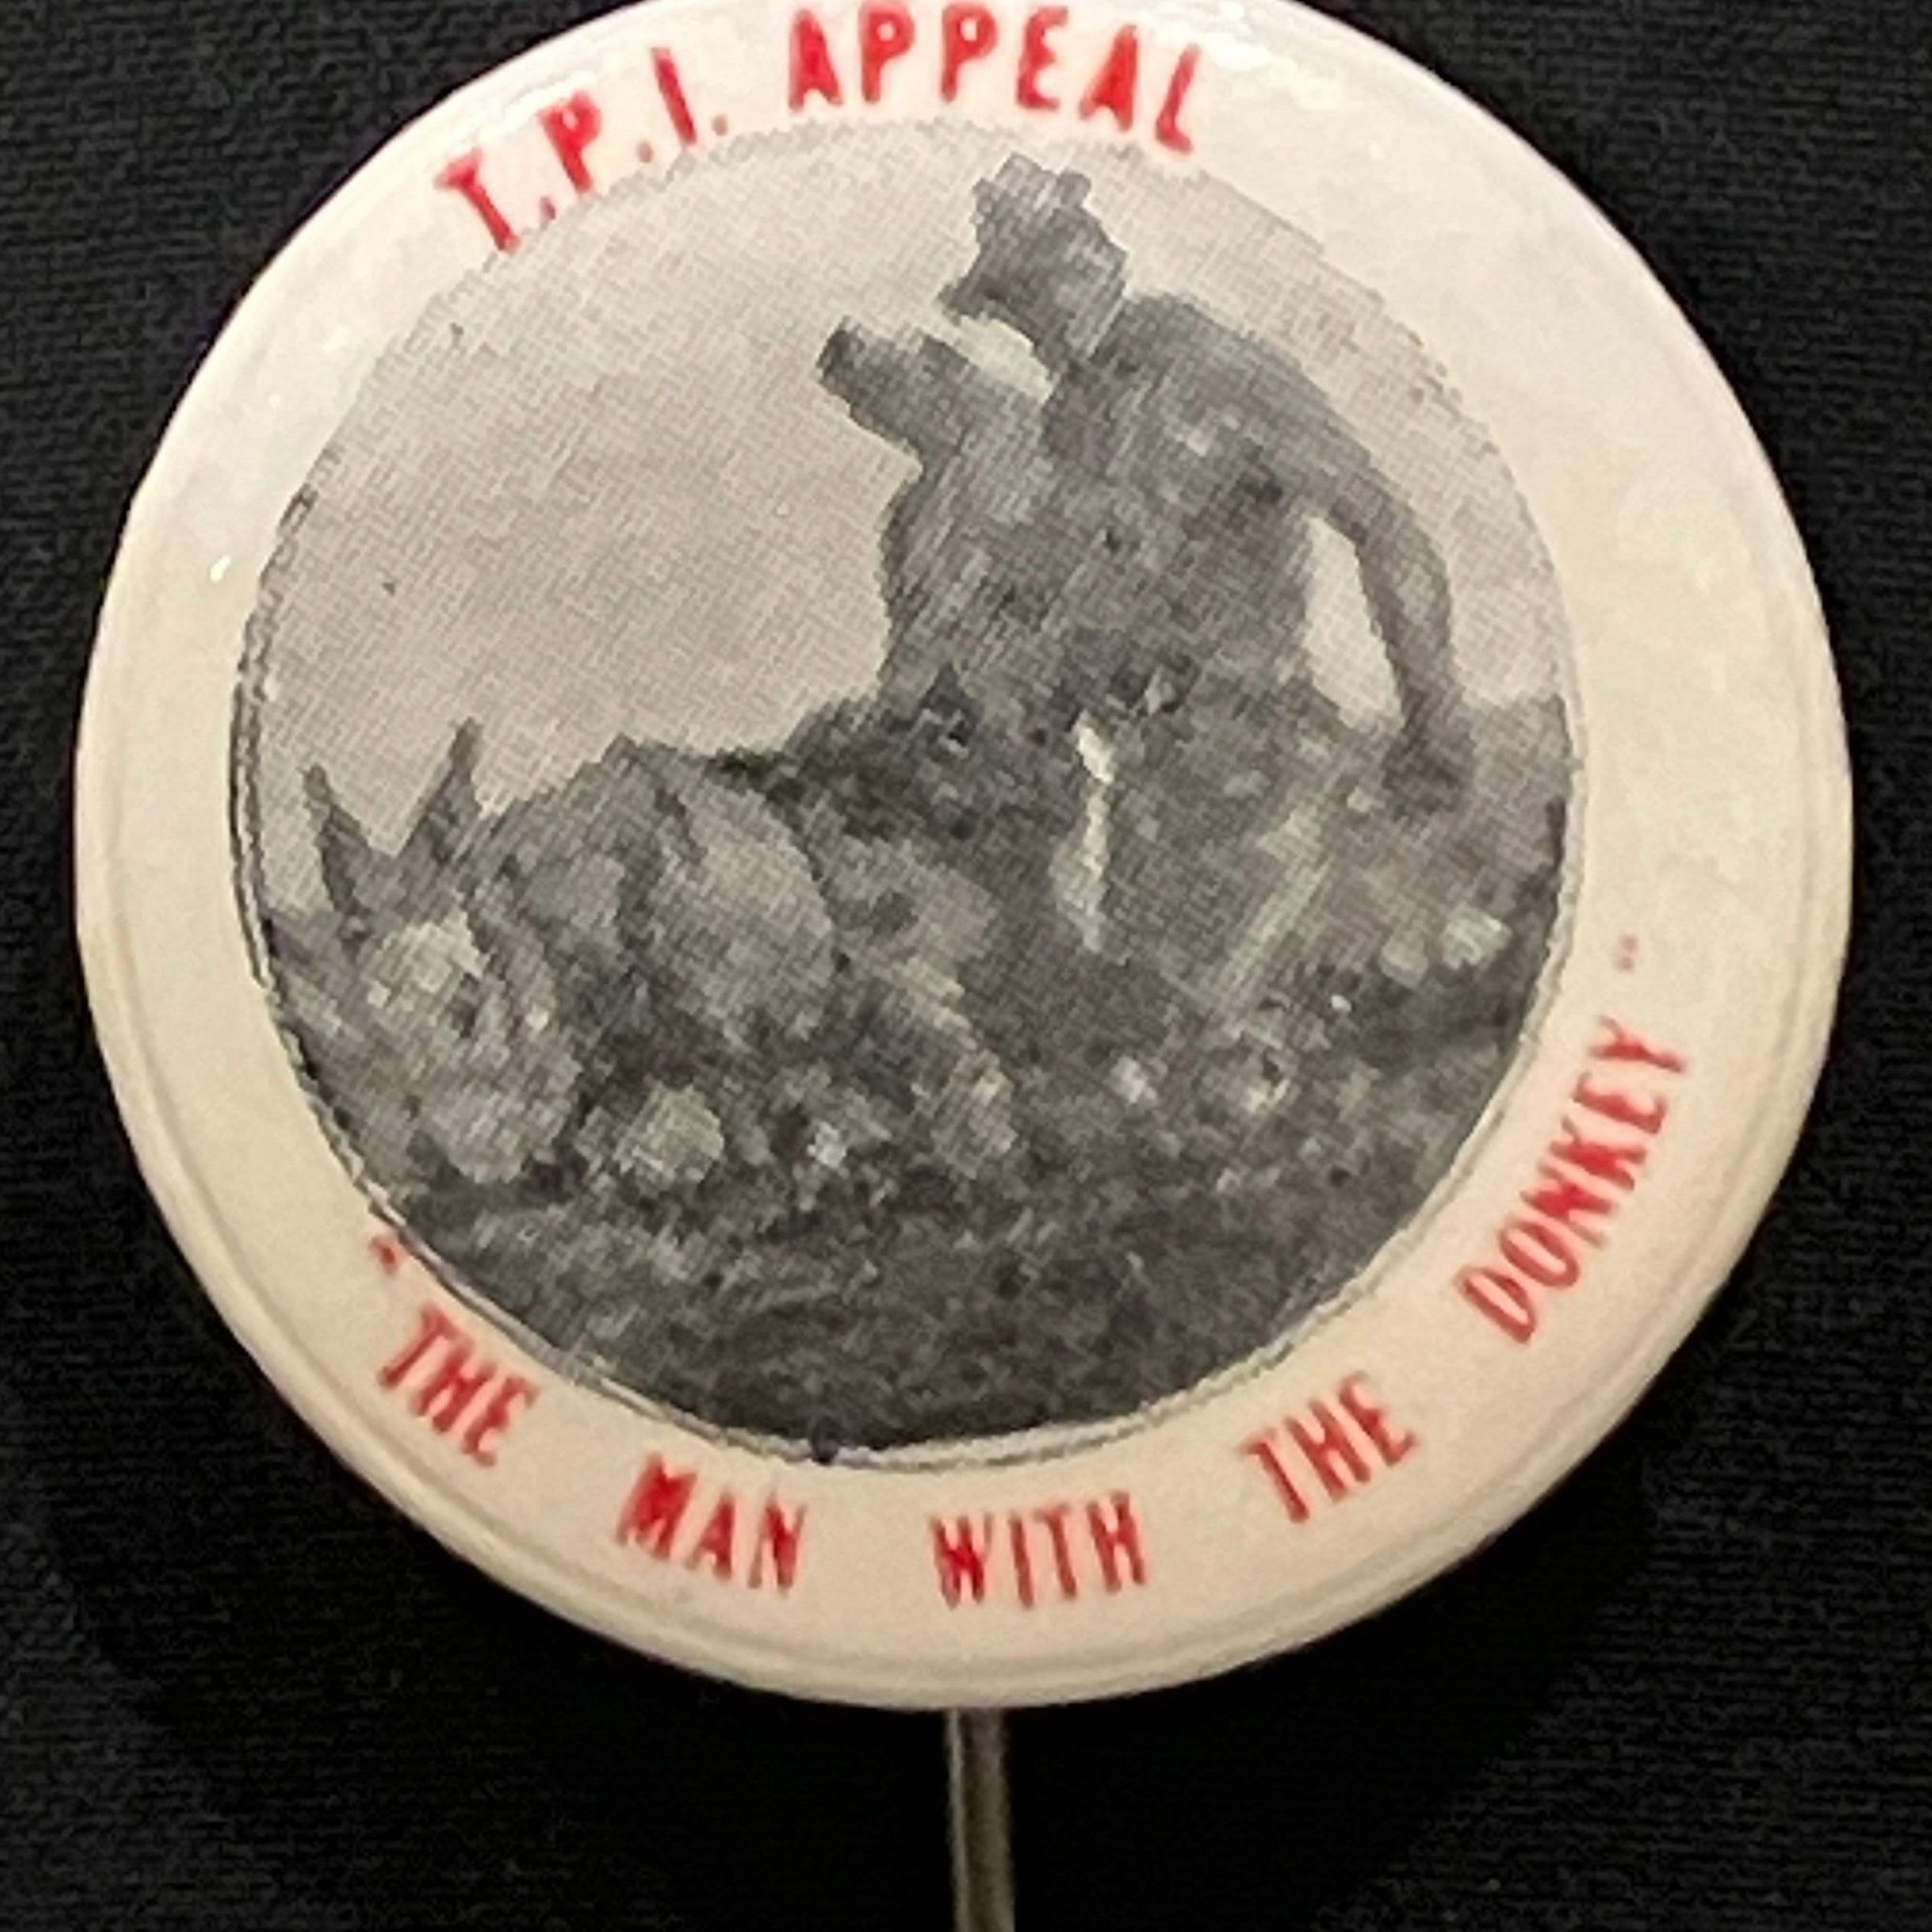 T.P.I. APPEAL
"THE MAN WITH THE DONKEY"